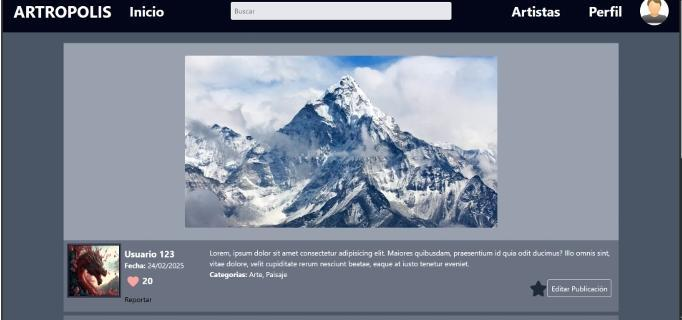 ARTROPOLIS Inicio Buscar Artistas Perfil
Usuario 123
Fecha: 24/02/2025
20
Reportar
Lorem, ipsum dolor sit amet consectetur adipisicing elit. Maiores quibusdam, praesentium id quia odit ducimus? Illo omnis sint,
vitae dolore, velit cupiditate rerum nesciunt beatae, eaque at iusto tenetur eveniet.
Categorias: Arte, Paisaje
Editar Publicación